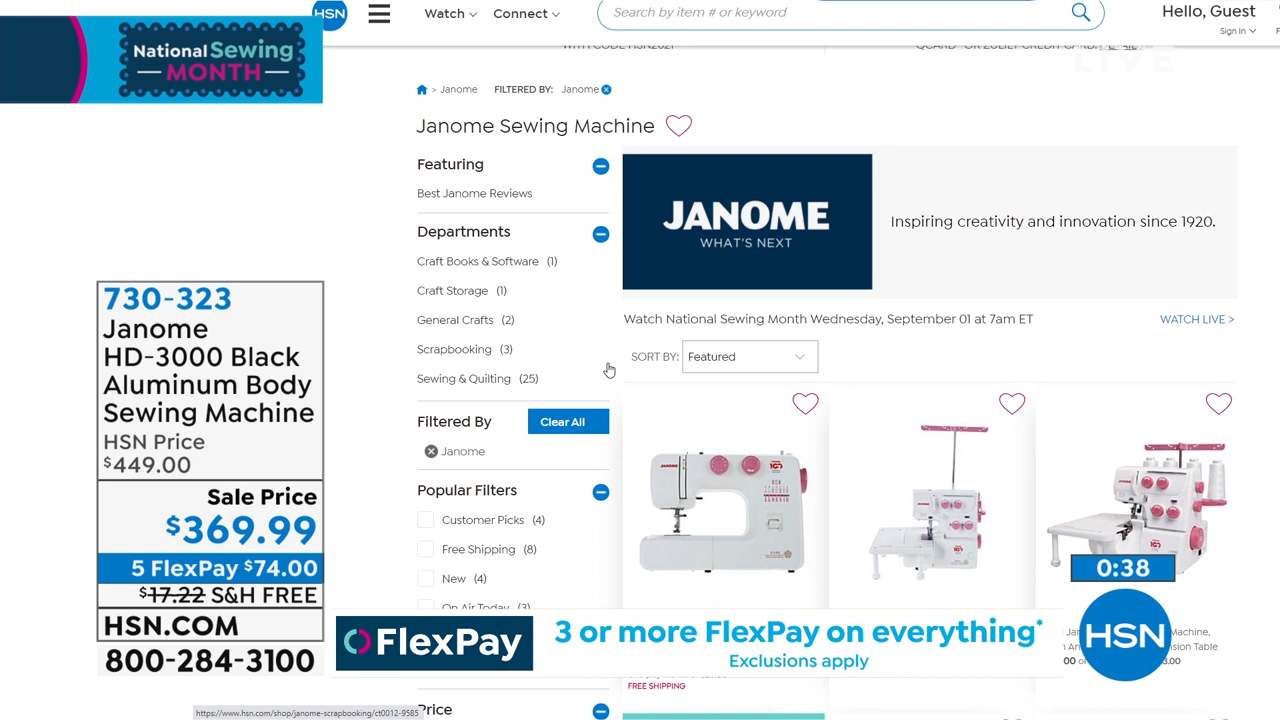 HSN
Watch
Connect
Search by item # or keyword
Hello, Guest
Sign In
National Sewing
MONTH
WITH CODE HSN2021
QCARD® OR ZULILY CREDIT CARD.
LIVE
> Janome
FILTERED BY:
Janome
Janome Sewing Machine
Featuring
Best Janome Reviews
Departments
Craft Books & Software (1)
Craft Storage (1)
General Crafts (2)
Scrapbooking (3)
Sewing & Quilting (25)
Filtered By
Clear All
Janome
Popular Filters
Customer Picks (4)
Free Shipping (8)
New (4)
On Air Today (3)
Price
JANOME
WHAT'S NEXT
Inspiring creativity and innovation since 1920.
Watch National Sewing Month Wednesday, September 01 at 7am ET
WATCH LIVE >
SORT BY:
Featured
JANOME
730-323
Janome
HD-3000 Black
Aluminum Body
Sewing Machine
HSN Price
$449.00
Sale Price
$369.99
5 FlexPay $74.00
$17.22 S&H FREE
HSN.COM
800-284-3100
0:38
FlexPay
3 or more FlexPay on everything*
Exclusions apply
HSN
FREE SHIPPING
https://www.hsn.com/shop/janome-scrapbooking/ct0012-9585